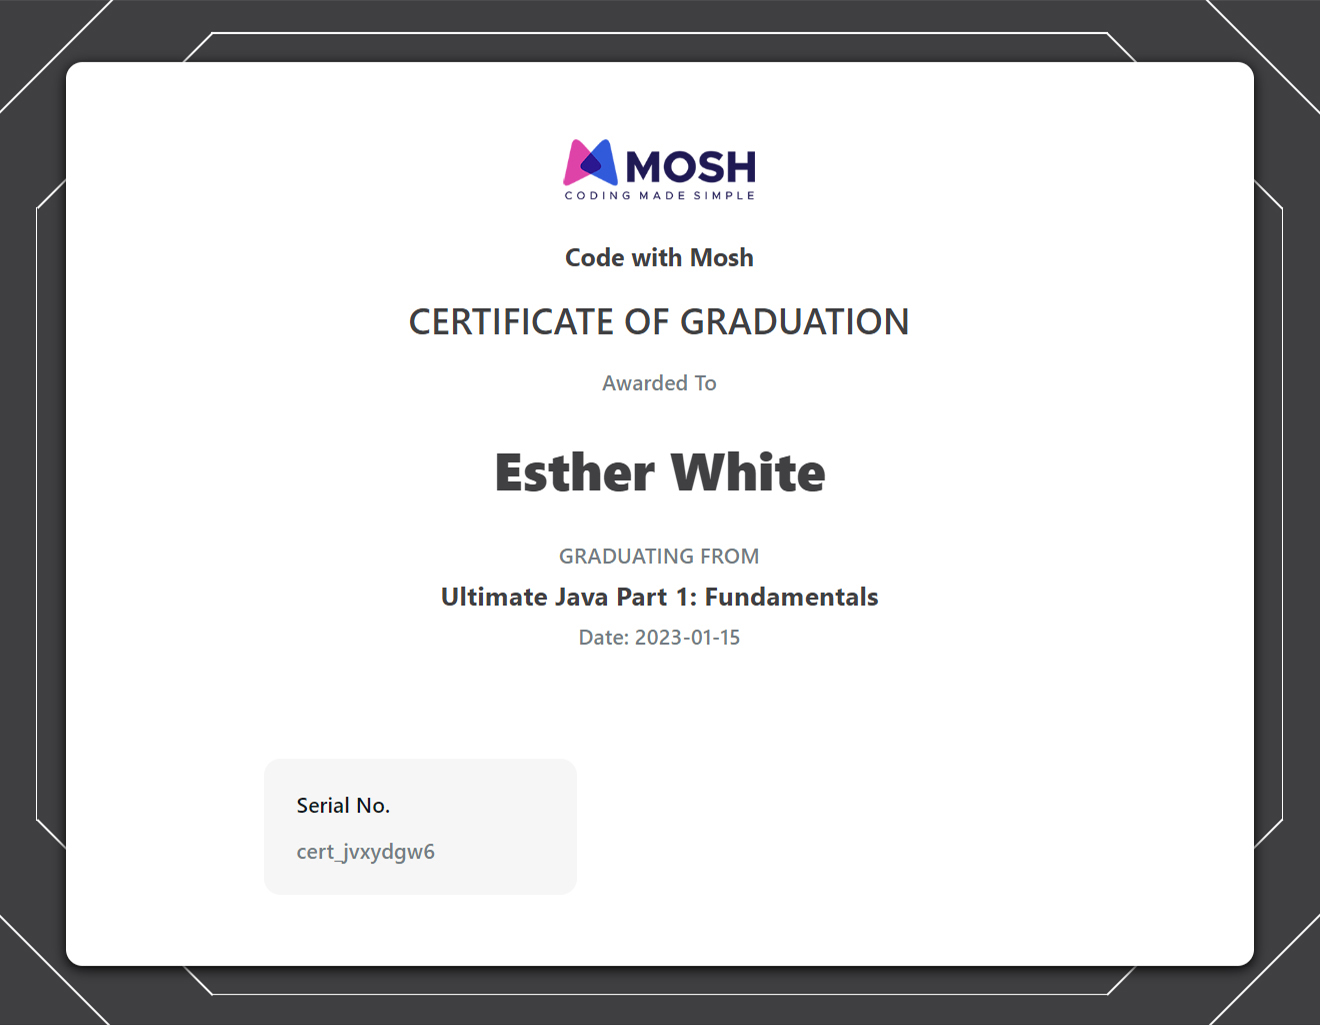 MOSH
CODING MADE SIMPLE
Code with Mosh
CERTIFICATE OF GRADUATION
Awarded To
Esther White
GRADUATING FROM
Ultimate Java Part 1: Fundamentals
Date: 2023-01-15
Serial No.
cert_jvxydgw6